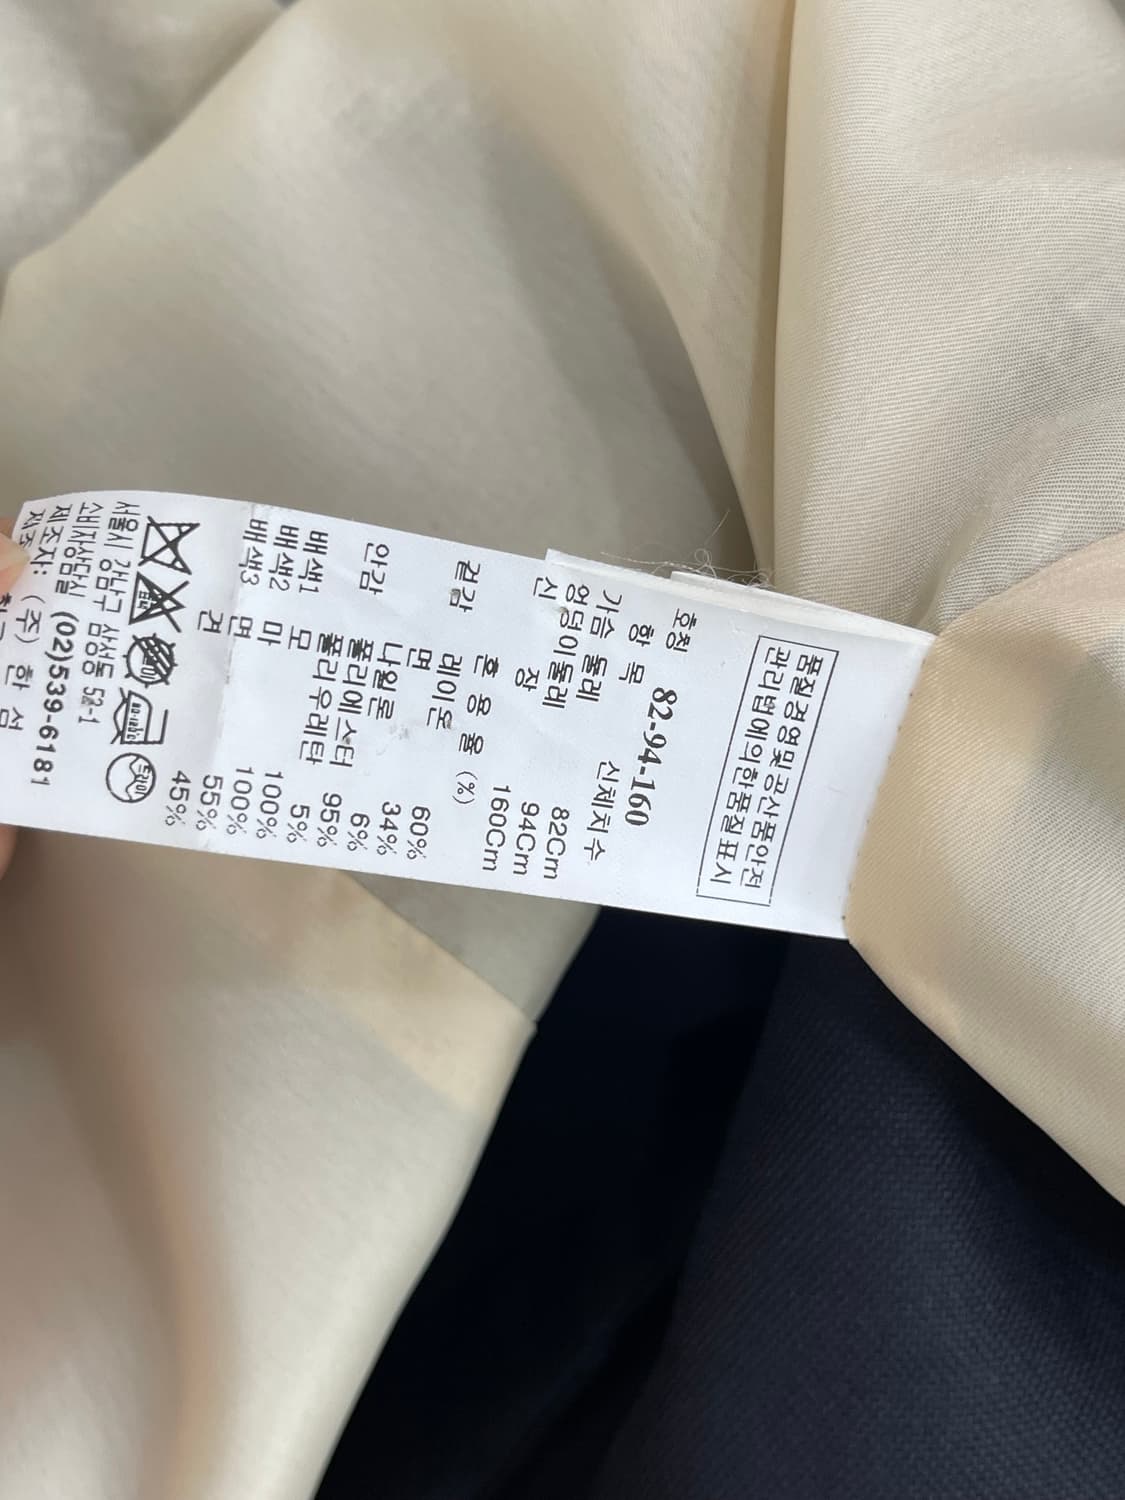 품질경영및공산품안전
관리법에의한품질표시
호칭 82-94-160
항 목 신체치수
가슴 둘레 82Cm
엉덩이둘레 94Cm
신 장 160Cm
혼 용 율 (%)
겉감 레이온 60%
면 34%
나일론 6%
안감 폴리에스터 95%
폴리우레탄 5%
배색1 모 100%
배색2 마 100%
배색3 면 55%
견 45%
드라이
서울시 강남구 삼성동 52-1
소비자상담실 (02)539-6181
제조자: (주) 한 섬